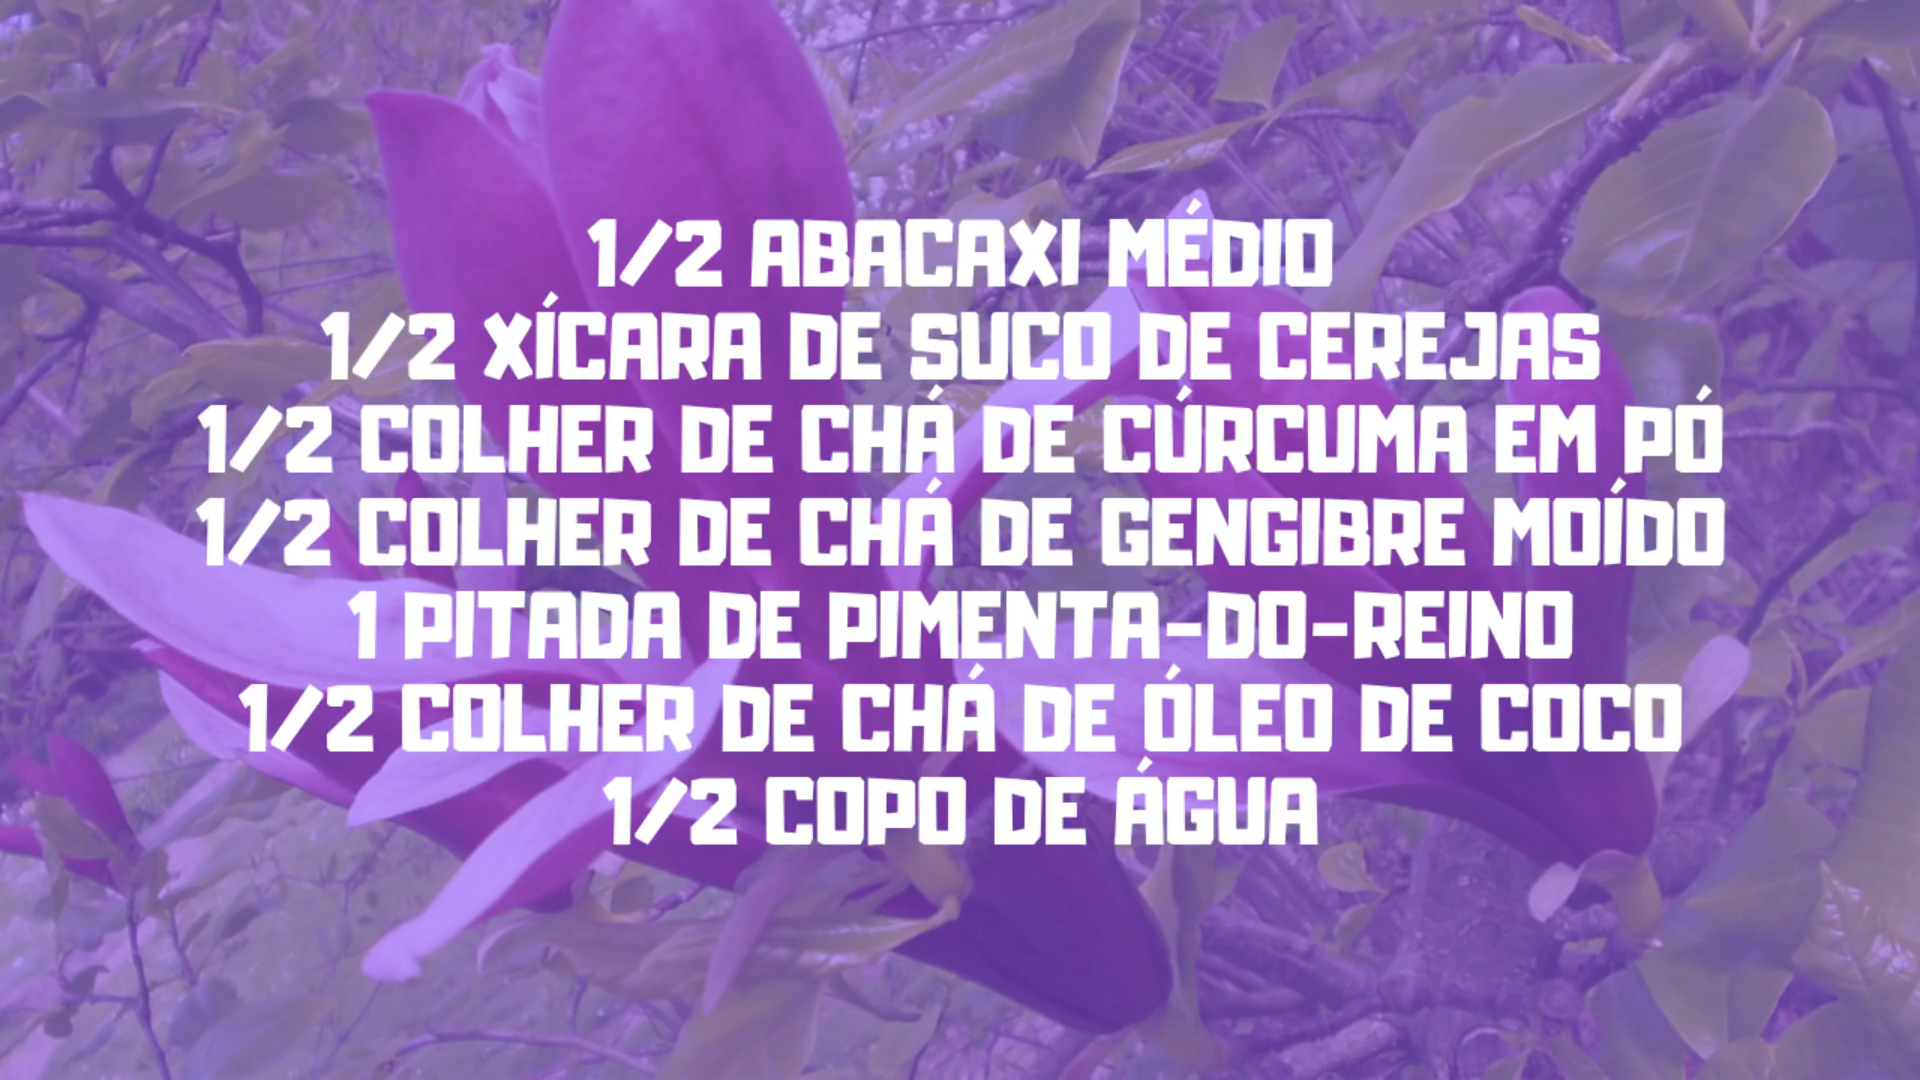 1/2 ABACAXI MÉDIO
1/2 XÍCARA DE SUCO DE CEREJAS
1/2 COLHER DE CHÁ DE CÚRCUMA EM PÓ
1/2 COLHER DE CHÁ DE GENGIBRE MOÍDO
1 PITADA DE PIMENTA-DO-REINO
1/2 COLHER DE CHÁ DE ÓLEO DE COCO
1/2 COPO DE ÁGUA